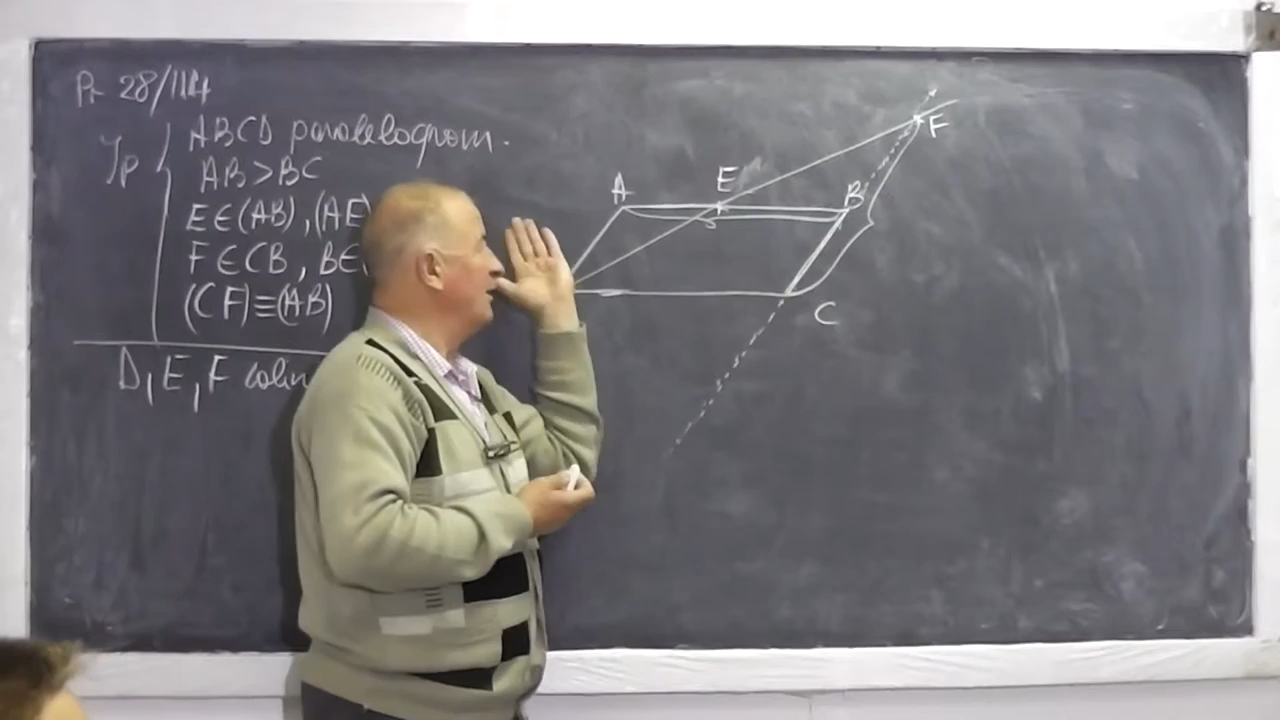 Pr 28/114
Ip
ABCD paralelogram.
AB>BC
E∈(AB), (AE)
F∈CB, B∈
(CF)≡(AB)
D, E, F colin
A E B F
C